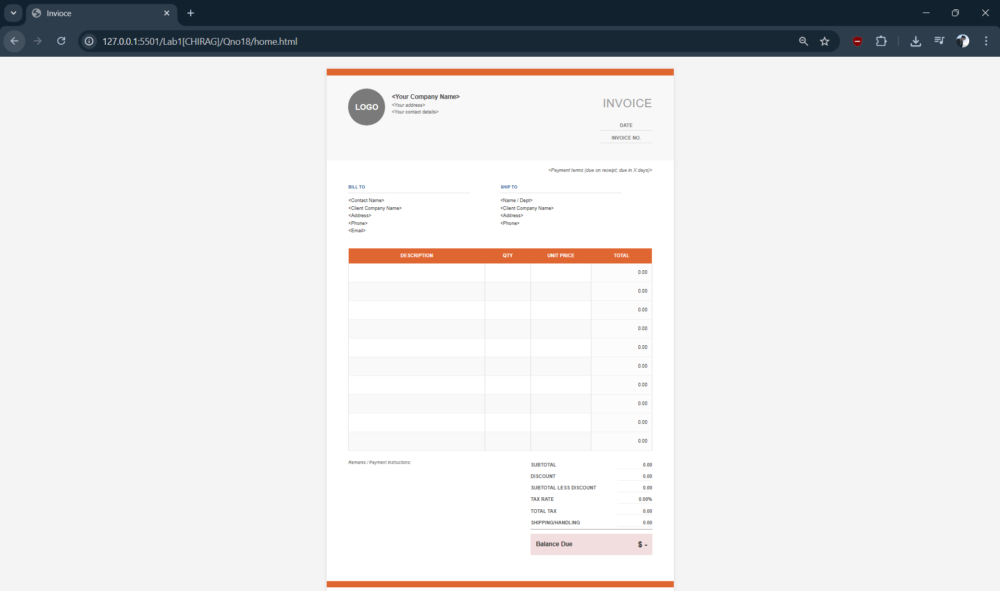 Invioce
127.0.0.1:5501/Lab1[CHIRAG]/Qno18/home.html
LOGO
<Your Company Name>
<Your address>
<Your contact details>
INVOICE
DATE
INVOICE NO.
<Payment terms (due on receipt; due in X days)>
BILL TO
<Contact Name>
<Client Company Name>
<Address>
<Phone>
<Email>
SHIP TO
<Name / Dept>
<Client Company Name>
<Address>
<Phone>
DESCRIPTION QTY UNIT PRICE TOTAL
0.00
0.00
0.00
0.00
0.00
0.00
0.00
0.00
0.00
0.00
Remarks / Payment Instructions:
SUBTOTAL 0.00
DISCOUNT 0.00
SUBTOTAL LESS DISCOUNT 0.00
TAX RATE 0.00%
TOTAL TAX 0.00
SHIPPING/HANDLING 0.00
Balance Due $ -